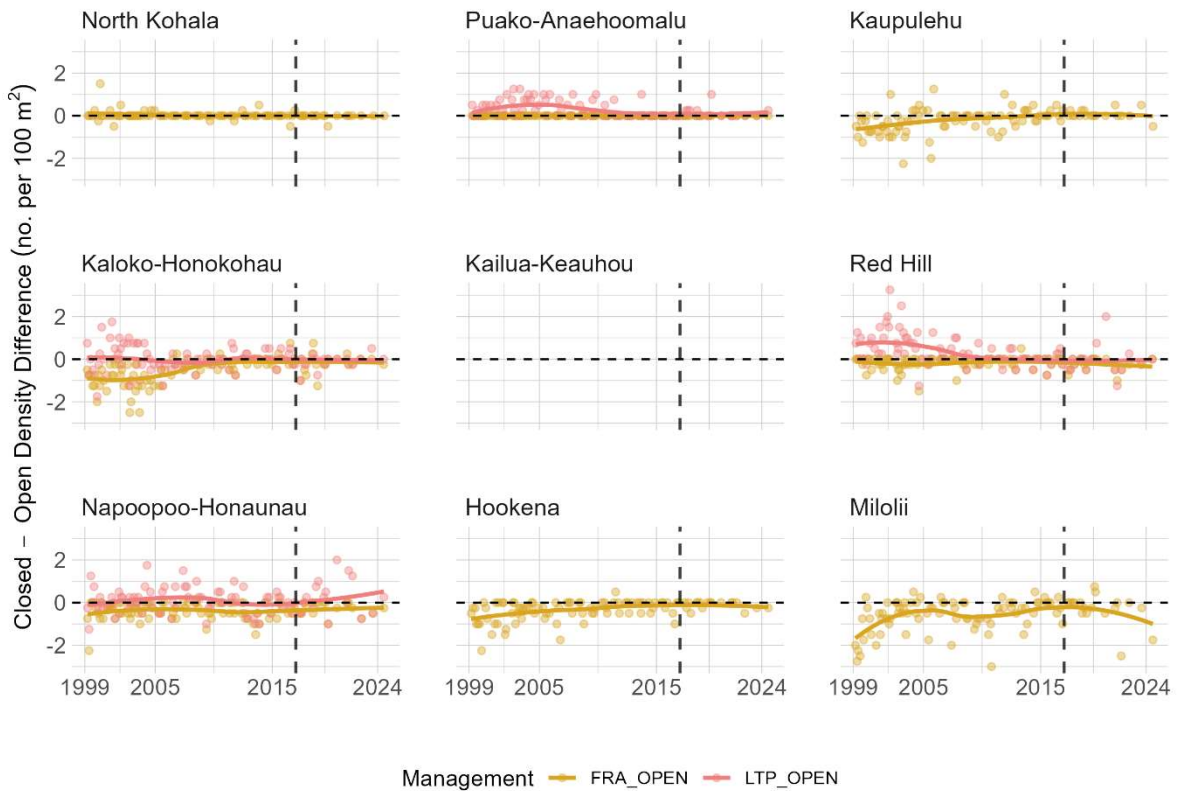 North Kohala Puako-Anaehoomalu Kaupulehu
2
0
-2
Kaloko-Honokohau Kailua-Keauhou Red Hill
2
0
-2
Napoopoo-Honaunau Hookena Milolii
2
0
-2
1999 2005 2015 2024 1999 2005 2015 2024 1999 2005 2015 2024
Closed − Open Density Difference (no. per 100 m²)
Management FRA_OPEN LTP_OPEN